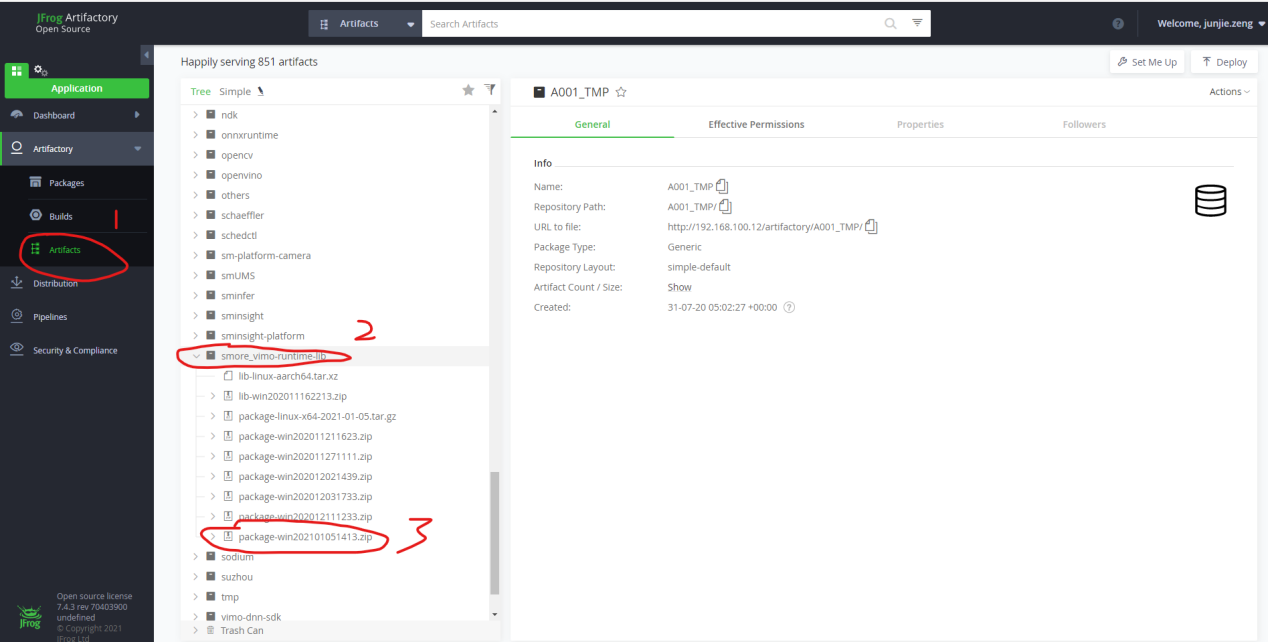 JFrog Artifactory
Open Source
Artifacts
Search Artifacts
?
Welcome, junjie.zeng
Happily serving 851 artifacts
Set Me Up
Deploy
Application
Dashboard
Artifactory
Packages
Builds
1
Artifacts
Distribution
Pipelines
Security & Compliance
Open source license
7.4.3 rev 70403900
undefined
© Copyright 2021
JFrog Ltd
JFrog
Tree Simple
ndk
onnxruntime
opencv
openvino
others
schaeffler
schedctl
sm-platform-camera
smUMS
sminfer
sminsight
sminsight-platform
2
smore_vimo-runtime-lib
lib-linux-aarch64.tar.xz
lib-win202011162213.zip
package-linux-x64-2021-01-05.tar.gz
package-win202011211623.zip
package-win202011271111.zip
package-win202012021439.zip
package-win202012031733.zip
package-win202012111233.zip
package-win202101051413.zip
3
sodium
suzhou
tmp
vimo-dnn-sdk
Trash Can
A001_TMP
Actions
General Effective Permissions Properties Followers
Info
Name: A001_TMP
Repository Path: A001_TMP/
URL to file: http://192.168.100.12/artifactory/A001_TMP/
Package Type: Generic
Repository Layout: simple-default
Artifact Count / Size: Show
Created: 31-07-20 05:02:27 +00:00 ?